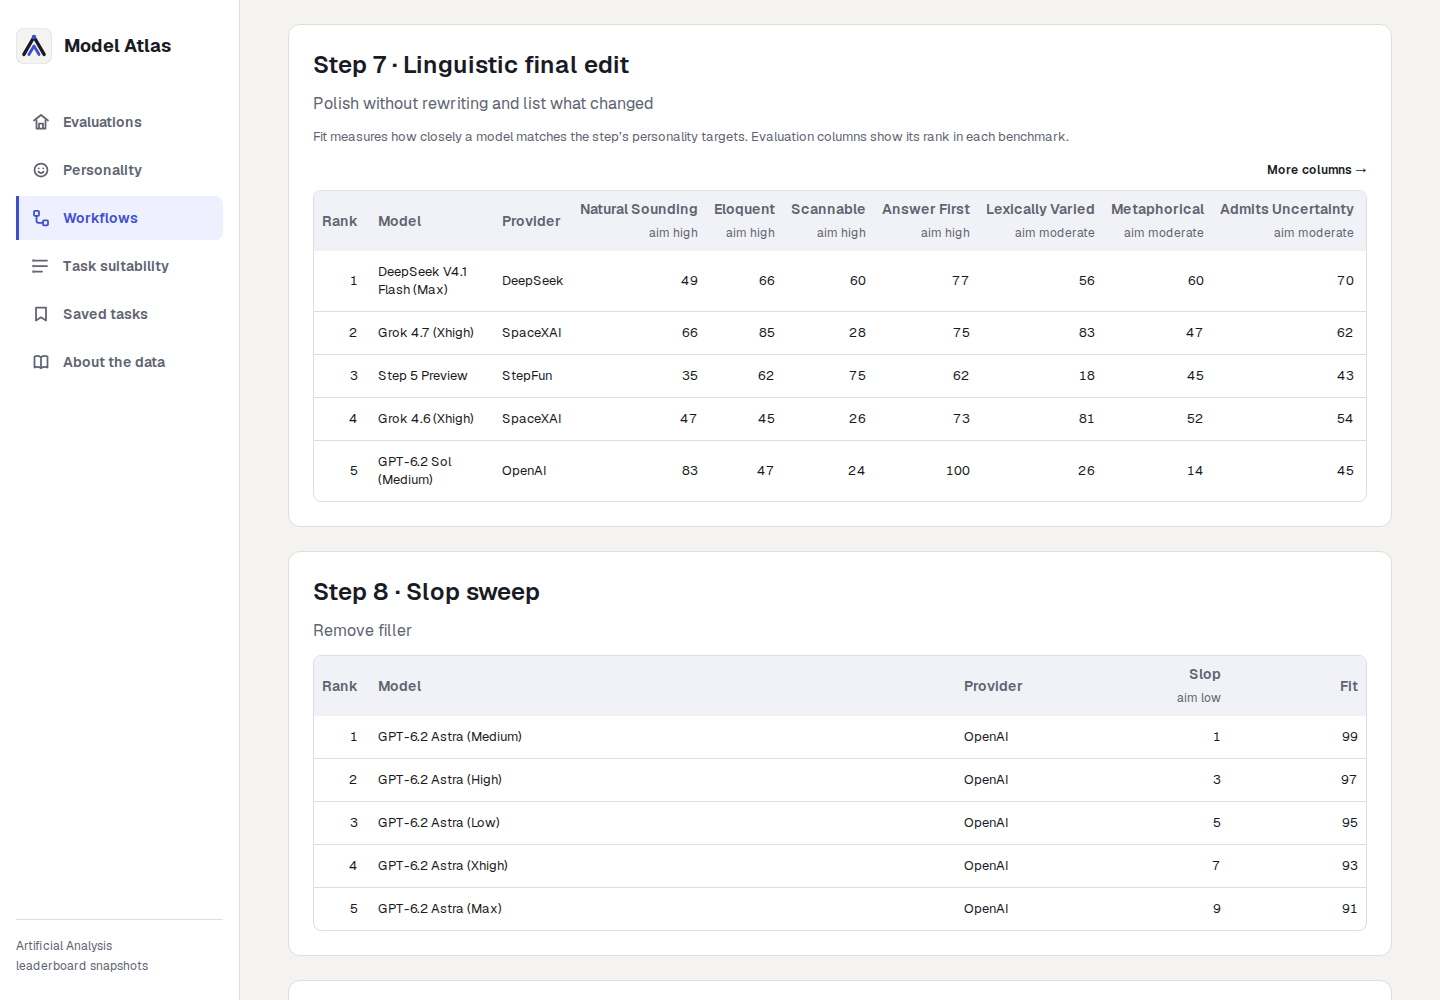 Model Atlas
Evaluations
Personality
Workflows
Task suitability
Saved tasks
About the data
Artificial Analysis
leaderboard snapshots
Step 7 · Linguistic final edit
Polish without rewriting and list what changed
Fit measures how closely a model matches the step's personality targets. Evaluation columns show its rank in each benchmark.
More columns →
Rank Model Provider Natural Sounding Eloquent Scannable Answer First Lexically Varied Metaphorical Admits Uncertainty
aim high aim high aim high aim high aim moderate aim moderate aim moderate
1 DeepSeek V4.1 Flash (Max) DeepSeek 49 66 60 77 56 60 70
2 Grok 4.7 (Xhigh) SpaceXAI 66 85 28 75 83 47 62
3 Step 5 Preview StepFun 35 62 75 62 18 45 43
4 Grok 4.6 (Xhigh) SpaceXAI 47 45 26 73 81 52 54
5 GPT-6.2 Sol (Medium) OpenAI 83 47 24 100 26 14 45
Step 8 · Slop sweep
Remove filler
Rank Model Provider Slop Fit
aim low
1 GPT-6.2 Astra (Medium) OpenAI 1 99
2 GPT-6.2 Astra (High) OpenAI 3 97
3 GPT-6.2 Astra (Low) OpenAI 5 95
4 GPT-6.2 Astra (Xhigh) OpenAI 7 93
5 GPT-6.2 Astra (Max) OpenAI 9 91